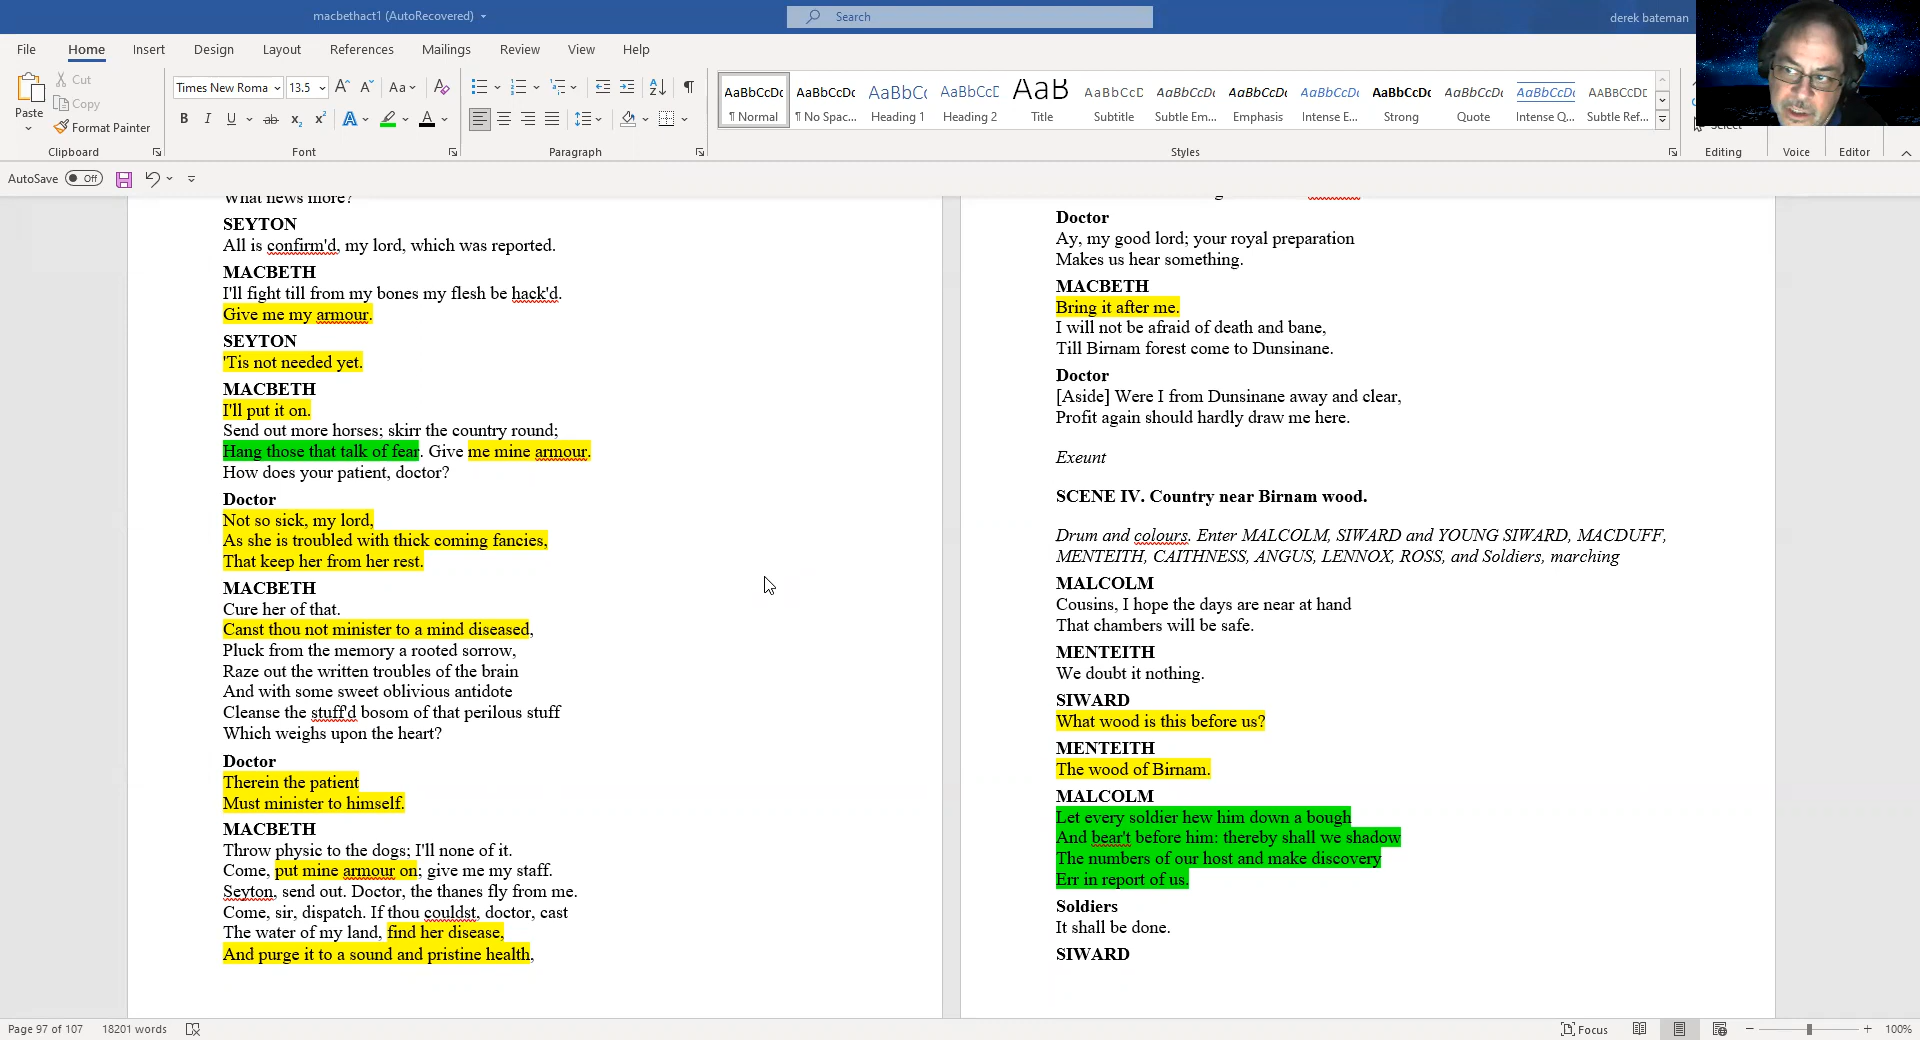 macbethact1 (AutoRecovered)
Search
derek bateman
File Home Insert Design Layout References Mailings Review View Help
Paste
Cut
Copy
Format Painter
Clipboard
Times New Roma 13.5
Font
Paragraph
AaBbCcDc AaBbCcDc AaBbCc AaBbCcD AaB AaBbCcD AaBbCcDc AaBbCcDc AaBbCcDc AaBbCcDc AaBbCcDc AaBbCcDc AABBCCDE
¶ Normal ¶ No Spac... Heading 1 Heading 2 Title Subtitle Subtle Em... Emphasis Intense E... Strong Quote Intense Q... Subtle Ref...
Styles
Select
Editing
Voice
Editor
AutoSave Off
What news more?
SEYTON
All is confirm'd, my lord, which was reported.
MACBETH
I'll fight till from my bones my flesh be hack'd.
Give me my armour.
SEYTON
'Tis not needed yet.
MACBETH
I'll put it on.
Send out more horses; skirr the country round;
Hang those that talk of fear. Give me mine armour.
How does your patient, doctor?
Doctor
Not so sick, my lord,
As she is troubled with thick coming fancies,
That keep her from her rest.
MACBETH
Cure her of that.
Canst thou not minister to a mind diseased,
Pluck from the memory a rooted sorrow,
Raze out the written troubles of the brain
And with some sweet oblivious antidote
Cleanse the stuff'd bosom of that perilous stuff
Which weighs upon the heart?
Doctor
Therein the patient
Must minister to himself.
MACBETH
Throw physic to the dogs; I'll none of it.
Come, put mine armour on; give me my staff.
Seyton, send out. Doctor, the thanes fly from me.
Come, sir, dispatch. If thou couldst, doctor, cast
The water of my land, find her disease,
And purge it to a sound and pristine health,
Doctor
Ay, my good lord; your royal preparation
Makes us hear something.
MACBETH
Bring it after me.
I will not be afraid of death and bane,
Till Birnam forest come to Dunsinane.
Doctor
[Aside] Were I from Dunsinane away and clear,
Profit again should hardly draw me here.
Exeunt
SCENE IV. Country near Birnam wood.
Drum and colours. Enter MALCOLM, SIWARD and YOUNG SIWARD, MACDUFF,
MENTEITH, CAITHNESS, ANGUS, LENNOX, ROSS, and Soldiers, marching
MALCOLM
Cousins, I hope the days are near at hand
That chambers will be safe.
MENTEITH
We doubt it nothing.
SIWARD
What wood is this before us?
MENTEITH
The wood of Birnam.
MALCOLM
Let every soldier hew him down a bough
And bear't before him: thereby shall we shadow
The numbers of our host and make discovery
Err in report of us.
Soldiers
It shall be done.
SIWARD
Page 97 of 107 18201 words
Focus
100%